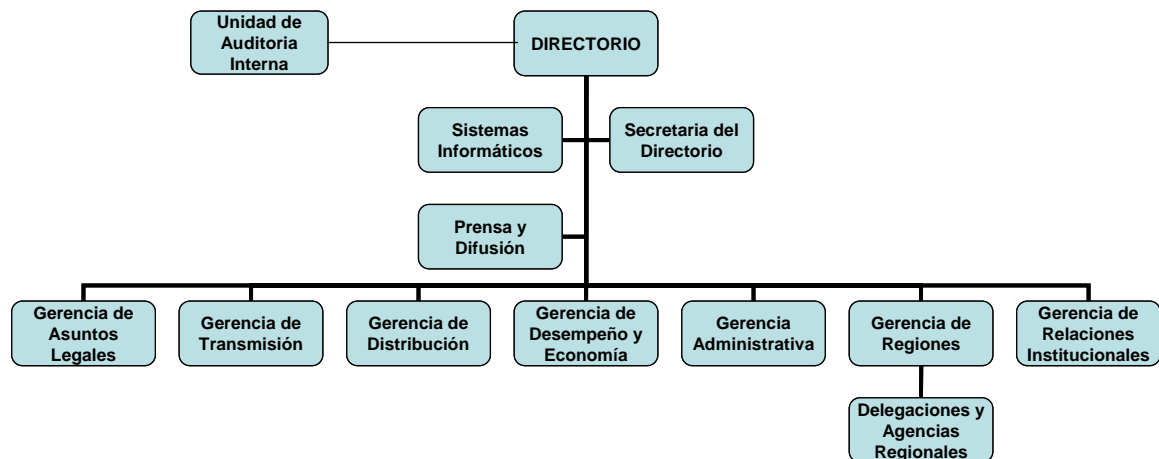 Unidad de
Auditoria
Interna
DIRECTORIO
Sistemas
Informáticos
Secretaria del
Directorio
Prensa y
Difusión
Gerencia de
Asuntos
Legales
Gerencia de
Transmisión
Gerencia de
Distribución
Gerencia de
Desempeño y
Economía
Gerencia
Administrativa
Gerencia de
Regiones
Gerencia de
Relaciones
Institucionales
Delegaciones y
Agencias
Regionales